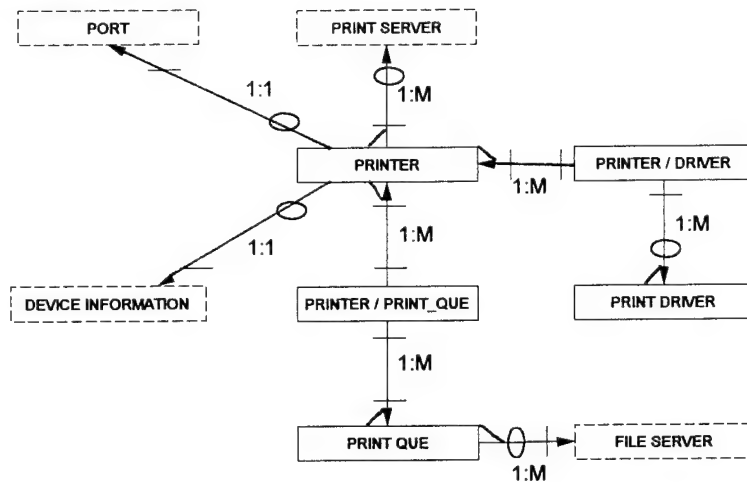 PORT
PRINT SERVER
1:1
1:M
PRINTER
PRINTER / DRIVER
1:M
1:1
1:M
1:M
DEVICE INFORMATION
PRINTER / PRINT_QUE
PRINT DRIVER
1:M
PRINT QUE
FILE SERVER
1:M